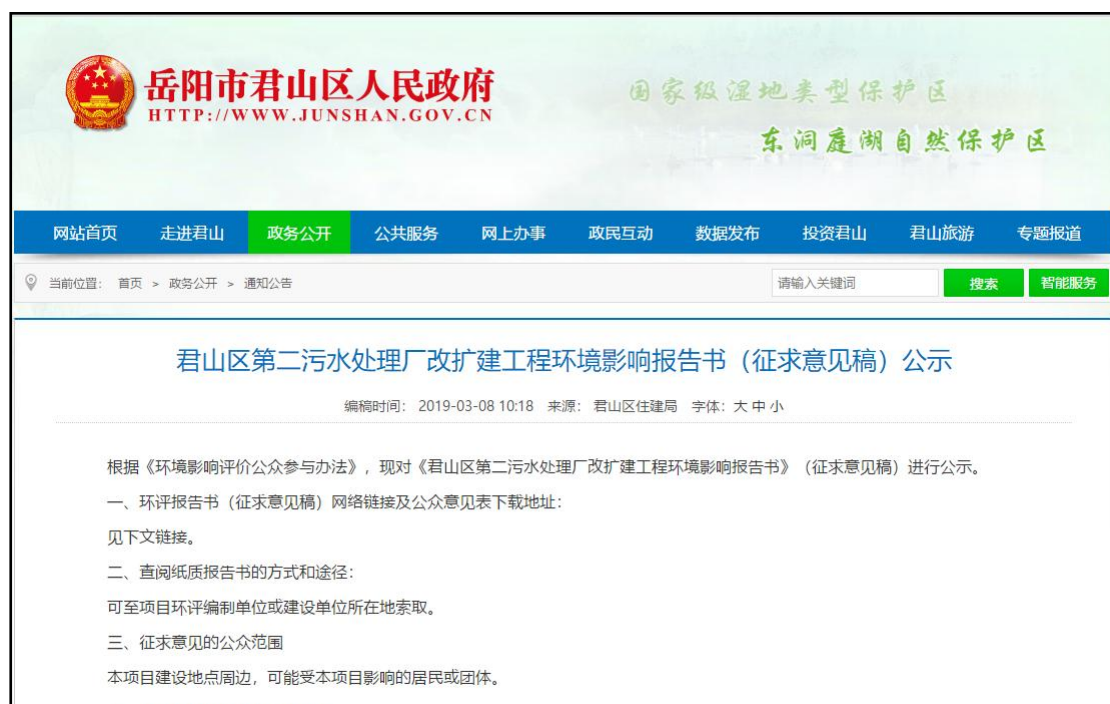 岳阳市君山区人民政府
HTTP://WWW.JUNSHAN.GOV.CN
国家级湿地类型保护区
东洞庭湖自然保护区
网站首页 走进君山 政务公开 公共服务 网上办事 政民互动 数据发布 投资君山 君山旅游 专题报道
当前位置： 首页 > 政务公开 > 通知公告 请输入关键词 搜索 智能服务
君山区第二污水处理厂改扩建工程环境影响报告书（征求意见稿）公示
编稿时间： 2019-03-08 10:18 来源： 君山区住建局 字体：大 中 小
根据《环境影响评价公众参与办法》，现对《君山区第二污水处理厂改扩建工程环境影响报告书》（征求意见稿）进行公示。
一、环评报告书（征求意见稿）网络链接及公众意见表下载地址：
见下文链接。
二、查阅纸质报告书的方式和途径：
可至项目环评编制单位或建设单位所在地索取。
三、征求意见的公众范围
本项目建设地点周边，可能受本项目影响的居民或团体。